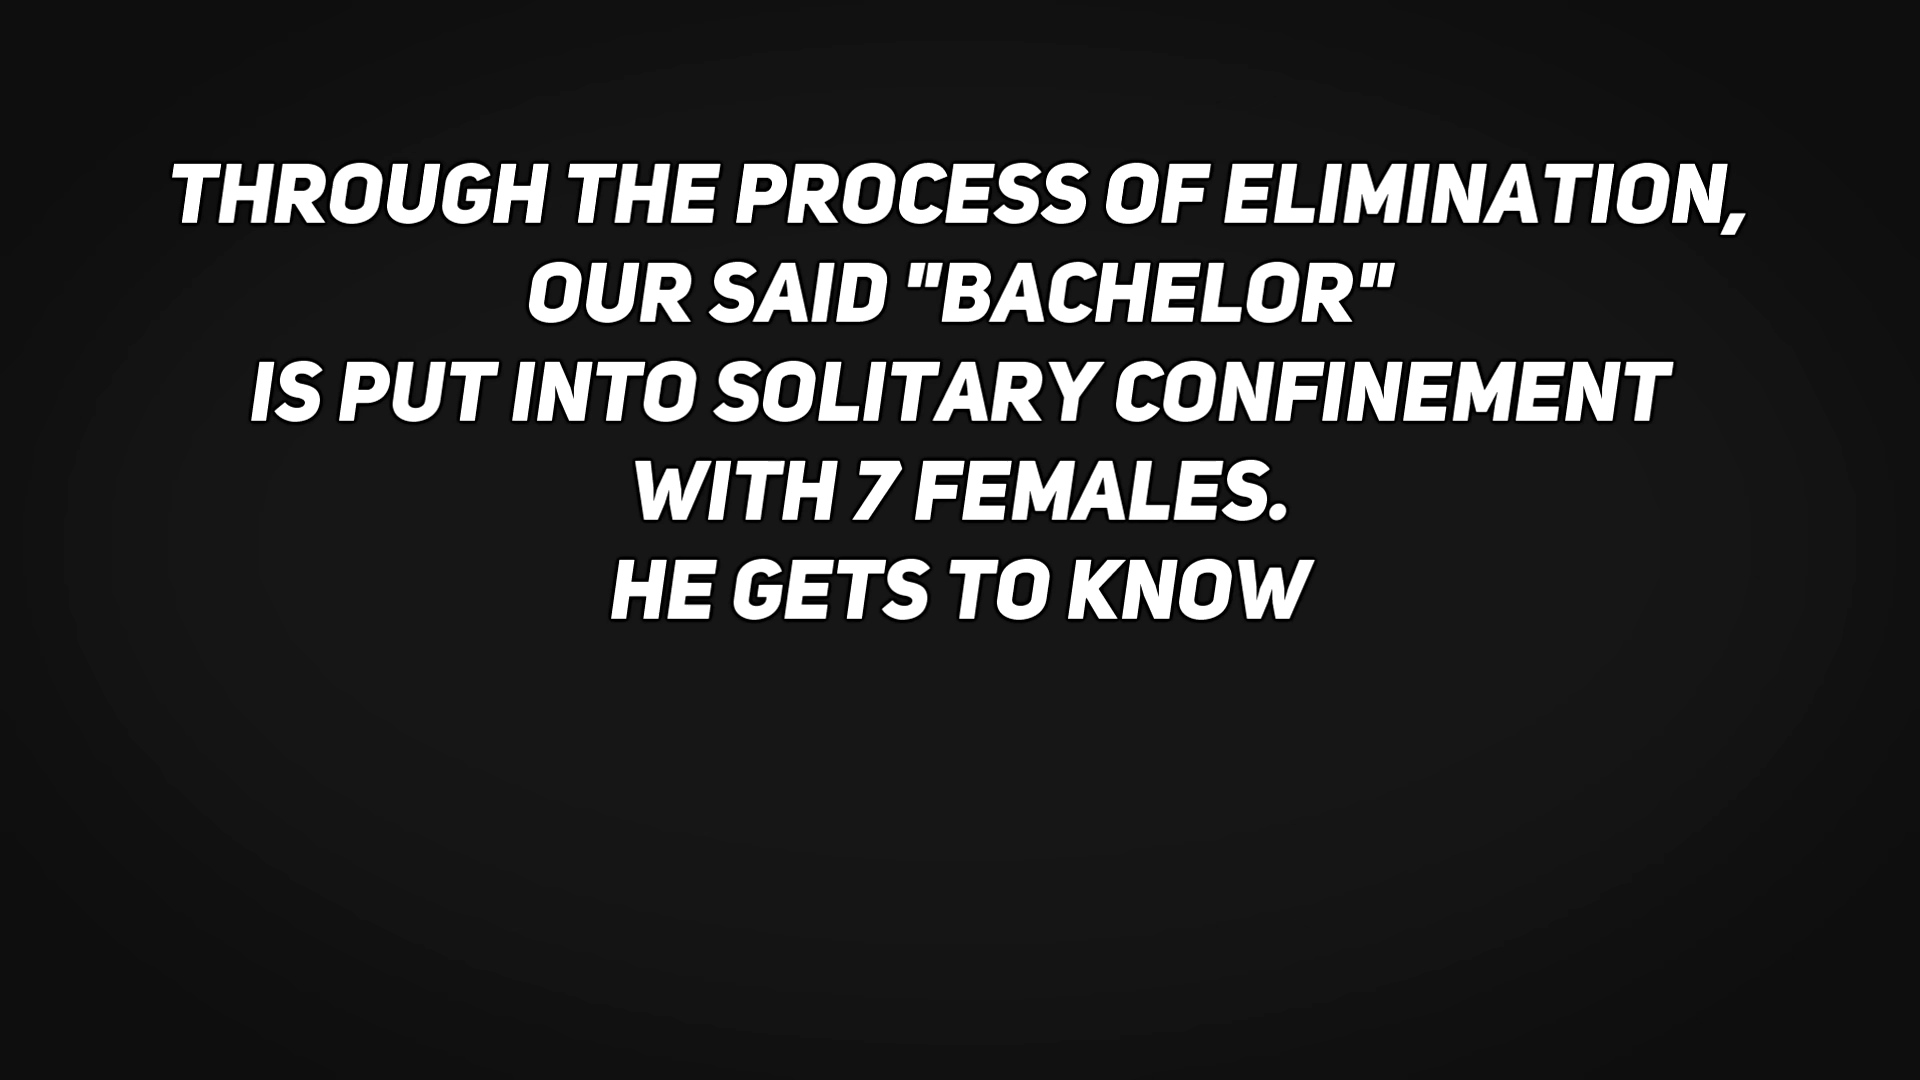 THROUGH THE PROCESS OF ELIMINATION,
OUR SAID "BACHELOR"
IS PUT INTO SOLITARY CONFINEMENT
WITH 7 FEMALES.
HE GETS TO KNOW